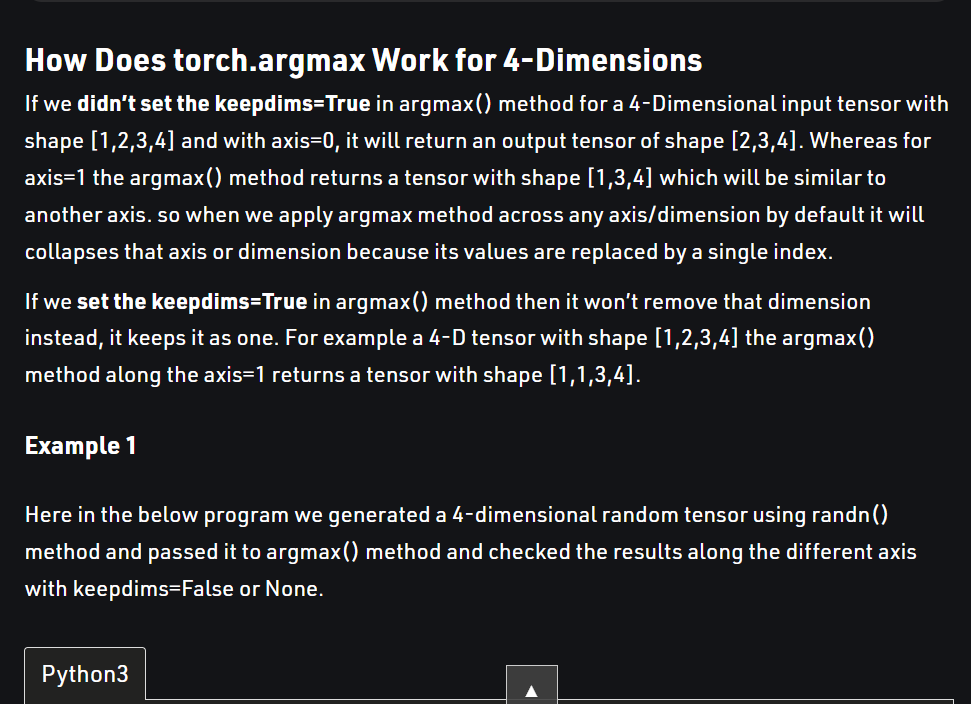 How Does torch.argmax Work for 4-Dimensions
If we didn’t set the keepdims=True in argmax() method for a 4-Dimensional input tensor with
shape [1,2,3,4] and with axis=0, it will return an output tensor of shape [2,3,4]. Whereas for
axis=1 the argmax() method returns a tensor with shape [1,3,4] which will be similar to
another axis. so when we apply argmax method across any axis/dimension by default it will
collapses that axis or dimension because its values are replaced by a single index.
If we set the keepdims=True in argmax() method then it won’t remove that dimension
instead, it keeps it as one. For example a 4-D tensor with shape [1,2,3,4] the argmax()
method along the axis=1 returns a tensor with shape [1,1,3,4].
Example 1
Here in the below program we generated a 4-dimensional random tensor using randn()
method and passed it to argmax() method and checked the results along the different axis
with keepdims=False or None.
Python3